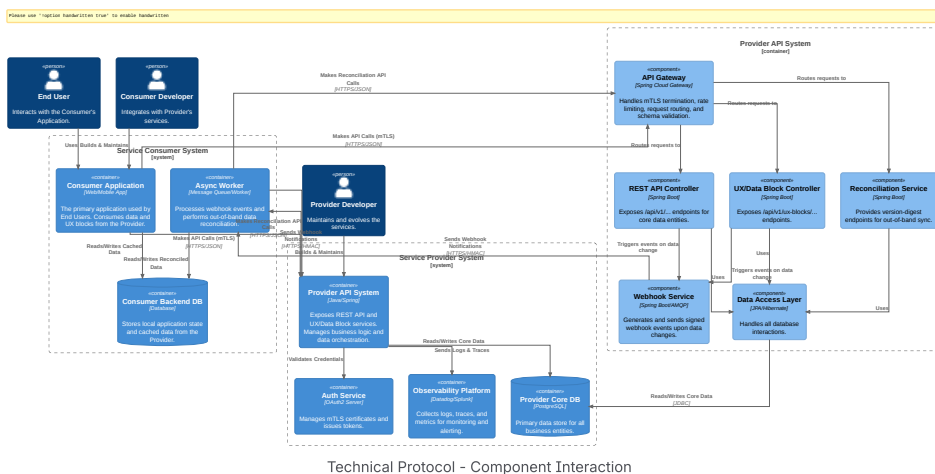 Please use '!option handwritten true' to enable handwritten
Provider API System
[container]
«person»
End User
Interacts with the Consumer's
Application.
«person»
Consumer Developer
Integrates with Provider's
services.
Makes Reconciliation API
Calls
[HTTPS/JSON]
«component»
API Gateway
[Spring Cloud Gateway]
Handles mTLS termination, rate
limiting, request routing, and
schema validation.
Routes requests to
Routes requests to
Routes requests to
Makes API Calls (mTLS)
[HTTPS/JSON]
Uses
Builds & Maintains
Service Consumer System
[system]
«container»
Consumer Application
[Web/Mobile App]
The primary application used by
End Users. Consumes data and
UX blocks from the Provider.
«container»
Async Worker
[Message Queue/Worker]
Processes webhook events and
performs out-of-band data
reconciliation.
«person»
Provider Developer
Maintains and evolves the
services.
«component»
REST API Controller
[Spring Boot]
Exposes /api/v1/... endpoints for
core data entities.
«component»
UX/Data Block Controller
[Spring Boot]
Exposes /api/v1/ux-blocks/...
endpoints.
«component»
Reconciliation Service
[Spring Boot]
Provides version-digest
endpoints for out-of-band sync.
Makes API Calls (mTLS)
[HTTPS/JSON]
Reads/Writes Cached
Data
Reads/Writes Reconciled
Data
Sends Webhook
Notifications
[HTTPS/HMAC]
Builds & Maintains
Sends Webhook
Notifications
[HTTPS/HMAC]
Service Provider System
[system]
Triggers events on data
change
Uses
Triggers events on data
change
Uses
Uses
«container»
Consumer Backend DB
[Database]
Stores local application state
and cached data from the
Provider.
«container»
Provider API System
[Java/Spring]
Exposes REST API and
UX/Data Block services.
Manages business logic and
data orchestration.
«component»
Webhook Service
[Spring Boot/AMQP]
Generates and sends signed
webhook events upon data
changes.
«component»
Data Access Layer
[JPA/Hibernate]
Handles all database
interactions.
Validates Credentials
Reads/Writes Core Data
Sends Logs & Traces
«container»
Auth Service
[OAuth2 Server]
Manages mTLS certificates and
issues tokens.
«container»
Observability Platform
[Datadog/Splunk]
Collects logs, traces, and
metrics for monitoring and
alerting.
«container»
Provider Core DB
[PostgreSQL]
Primary data store for all
business entities.
Reads/Writes Core Data
[JDBC]
Technical Protocol - Component Interaction